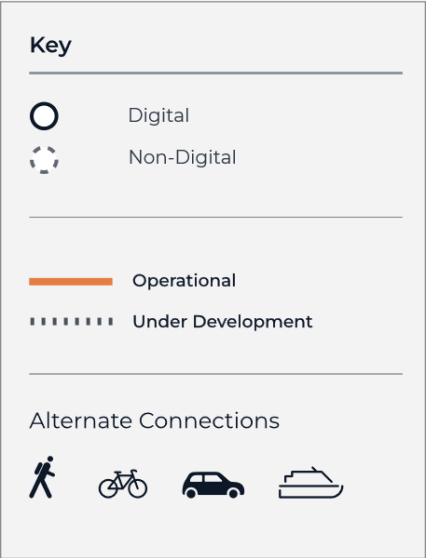 Key
Digital
Non-Digital
Operational
Under Development
Alternate Connections